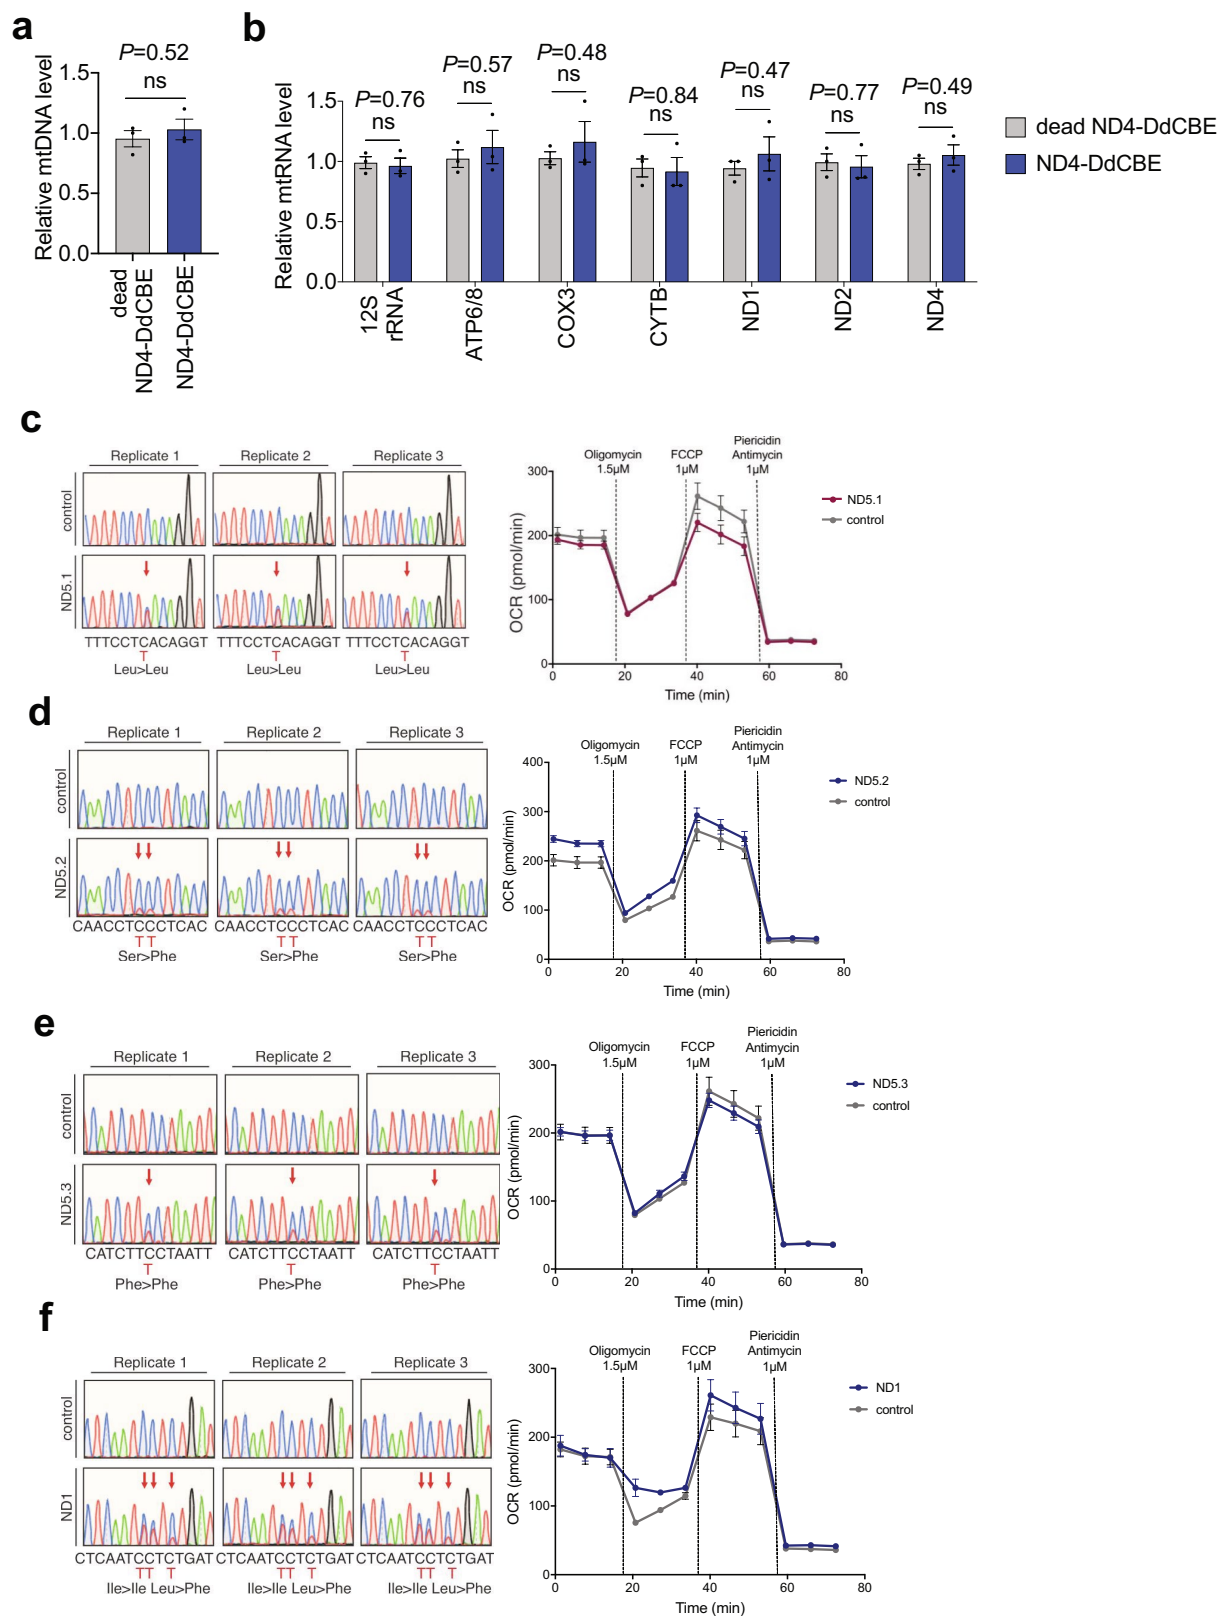 a
P=0.52
ns
Relative mtDNA level
1.5
1.0
0.5
0.0
dead
ND4-DdCBE
ND4-DdCBE
b
P=0.76
ns
P=0.57
ns
P=0.48
ns
P=0.84
ns
P=0.47
ns
P=0.77
ns
P=0.49
ns
Relative mtRNA level
1.5
1.0
0.5
0.0
12S
rRNA
ATP6/8
COX3
CYTB
ND1
ND2
ND4
dead ND4-DdCBE
ND4-DdCBE
c
Replicate 1
Replicate 2
Replicate 3
control
ND5.1
TTTCCTCACAGGT
TTTCCTCACAGGT
TTTCCTCACAGGT
T
T
T
Leu>Leu
Leu>Leu
Leu>Leu
Oligomycin
1.5µM
FCCP
1µM
Piericidin
Antimycin
1µM
OCR (pmol/min)
300
200
100
0
0
20
40
60
80
Time (min)
ND5.1
control
d
Replicate 1
Replicate 2
Replicate 3
control
ND5.2
CAACCTCCCTCAC
CAACCTCCCTCAC
CAACCTCCCTCAC
TT
TT
TT
Ser>Phe
Ser>Phe
Ser>Phe
Oligomycin
1.5µM
FCCP
1µM
Piericidin
Antimycin
1µM
OCR (pmol/min)
400
300
200
100
0
0
20
40
60
80
Time (min)
ND5.2
control
e
Replicate 1
Replicate 2
Replicate 3
control
ND5.3
CATCTTCCTAATT
CATCTTCCTAATT
CATCTTCCTAATT
T
T
T
Phe>Phe
Phe>Phe
Phe>Phe
Oligomycin
1.5µM
FCCP
1µM
Piericidin
Antimycin
1µM
OCR (pmol/min)
300
200
100
0
0
20
40
60
80
Time (min)
ND5.3
control
f
Replicate 1
Replicate 2
Replicate 3
control
ND1
CTCAATCCTCTGAT
CTCAATCCTCTGAT
CTCAATCCTCTGAT
TT T
TT T
TT T
Ile>Ile Leu>Phe
Ile>Ile Leu>Phe
Ile>Ile Leu>Phe
Oligomycin
1.5µM
FCCP
1µM
Piericidin
Antimycin
1µM
OCR (pmol/min)
300
200
100
0
0
20
40
60
80
Time (min)
ND1
control